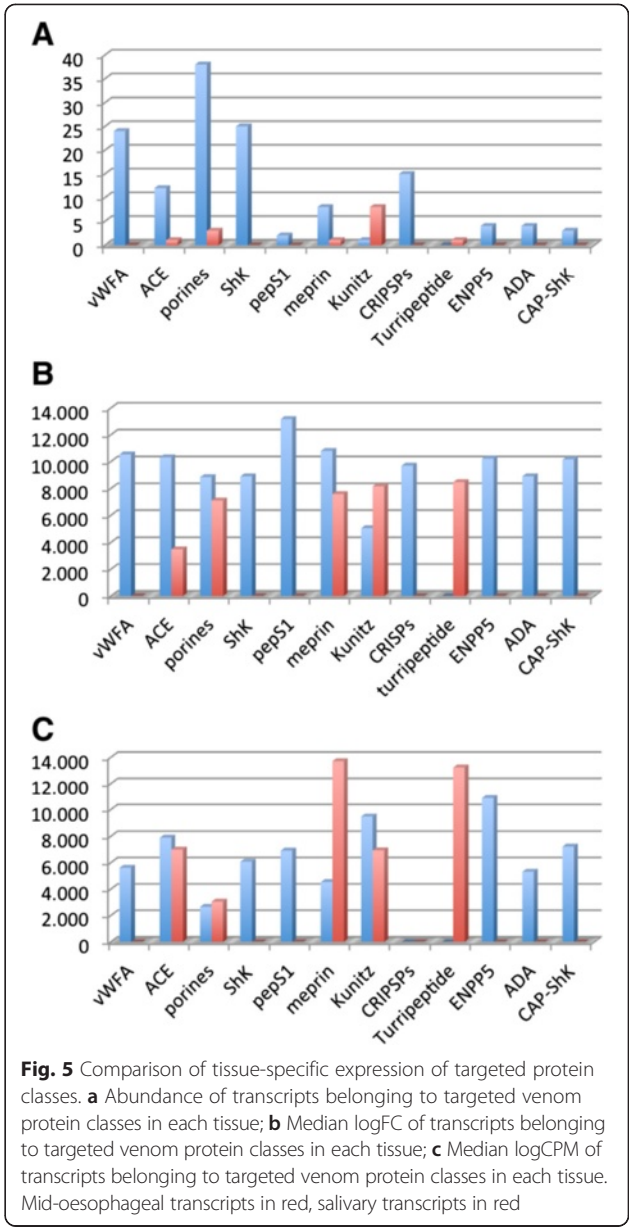 A
40
35
30
25
20
15
10
5
0
vWFA ACE porines ShK pepS1 meprin Kunitz CRIPSPs Turripeptide ENPP5 ADA CAP-ShK
B
14.000
12.000
10.000
8.000
6.000
4.000
2.000
0
vWFA ACE porines ShK pepS1 meprin Kunitz CRISPs turripeptide ENPP5 ADA CAP-ShK
C
14.000
12.000
10.000
8.000
6.000
4.000
2.000
0
vWFA ACE porines ShK pepS1 meprin Kunitz CRIPSPs Turripeptide ENPP5 ADA CAP-ShK
Fig. 5 Comparison of tissue-specific expression of targeted protein
classes. a Abundance of transcripts belonging to targeted venom
protein classes in each tissue; b Median logFC of transcripts belonging
to targeted venom protein classes in each tissue; c Median logCPM of
transcripts belonging to targeted venom protein classes in each tissue.
Mid-oesophageal transcripts in red, salivary transcripts in red